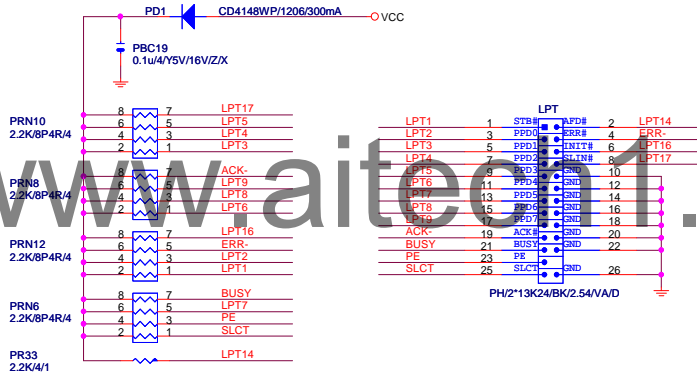 PD1 CD4148WP/1206/300mA VCC
PBC19
0.1u/4/Y5V/16V/Z/X
PRN10
2.2K/8P4R/4
8 7 LPT17
6 5 LPT5
4 3 LPT4
2 1 LPT3
PRN8
2.2K/8P4R/4
8 7 ACK-
6 5 LPT9
4 3 LPT8
2 1 LPT6
PRN12
2.2K/8P4R/4
8 7 LPT16
6 5 ERR-
4 3 LPT2
2 1 LPT1
PRN6
2.2K/8P4R/4
8 7 BUSY
6 5 LPT7
4 3 PE
2 1 SLCT
PR33
2.2K/4/1
LPT14
LPT
LPT1 1 STB# AFD# 2 LPT14
LPT2 3 PPD0 ERR# 4 ERR-
LPT3 5 PPD1 INIT# 6 LPT16
LPT4 7 PPD2 SLIN# 8 LPT17
LPT5 9 PPD3 GND 10
LPT6 11 PPD4 GND 12
LPT7 13 PPD5 GND 14
LPT8 15 PPD6 GND 16
LPT9 17 PPD7 GND 18
ACK- 19 ACK# GND 20
BUSY 21 BUSY GND 22
PE 23 PE
SLCT 25 SLCT GND 26
PH/2*13K24/BK/2.54/VA/D
www.aitech1.